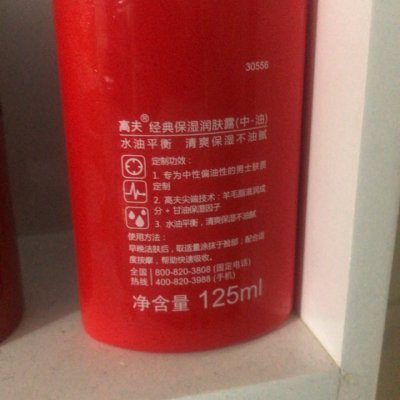 30556
高夫® 经典保湿润肤露(中-油)
水油平衡 清爽保湿不油腻
定制功效:
1. 专为中性偏油性的男士肤质
定制
2. 高夫尖端技术:羊毛脂滋润成
分+甘油保湿因子
3. 水油平衡,清爽保湿不油腻
使用方法:
早晚洁肤后,取适量涂抹于脸部,配合适
度按摩,帮助快速吸收。
全国 800-820-3808 (固定电话)
热线 400-820-3988 (手机)
净含量 125ml